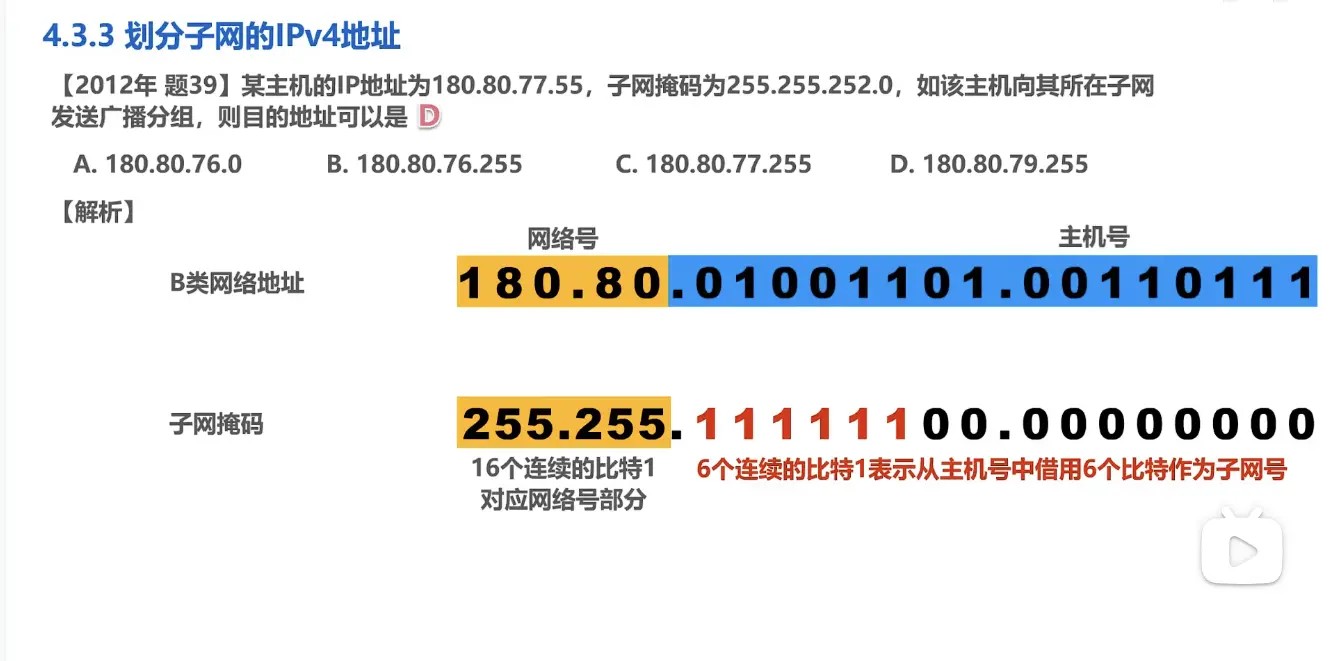 4.3.3 划分子网的IPv4地址
【2012年 题39】某主机的IP地址为180.80.77.55，子网掩码为255.255.252.0，如该主机向其所在子网
发送广播分组，则目的地址可以是 D
A. 180.80.76.0 B. 180.80.76.255 C. 180.80.77.255 D. 180.80.79.255
【解析】
网络号 主机号
B类网络地址 180.80.01001101.00110111
子网掩码 255.255.11111100.00000000
16个连续的比特1 6个连续的比特1表示从主机号中借用6个比特作为子网号
对应网络号部分